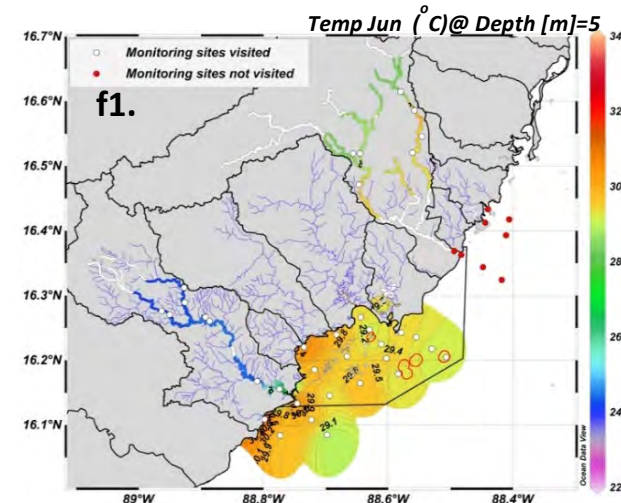 Temp Jun (°C)@ Depth [m]=5
16.7°N
Monitoring sites visited
Monitoring sites not visited
f1.
16.6°N
16.5°N
16.4°N
16.3°N
16.2°N
16.1°N
29.4
29.5
29.1
89°W
88.8°W
88.6°W
88.4°W
34
32
30
28
26
24
22
Ocean Data View